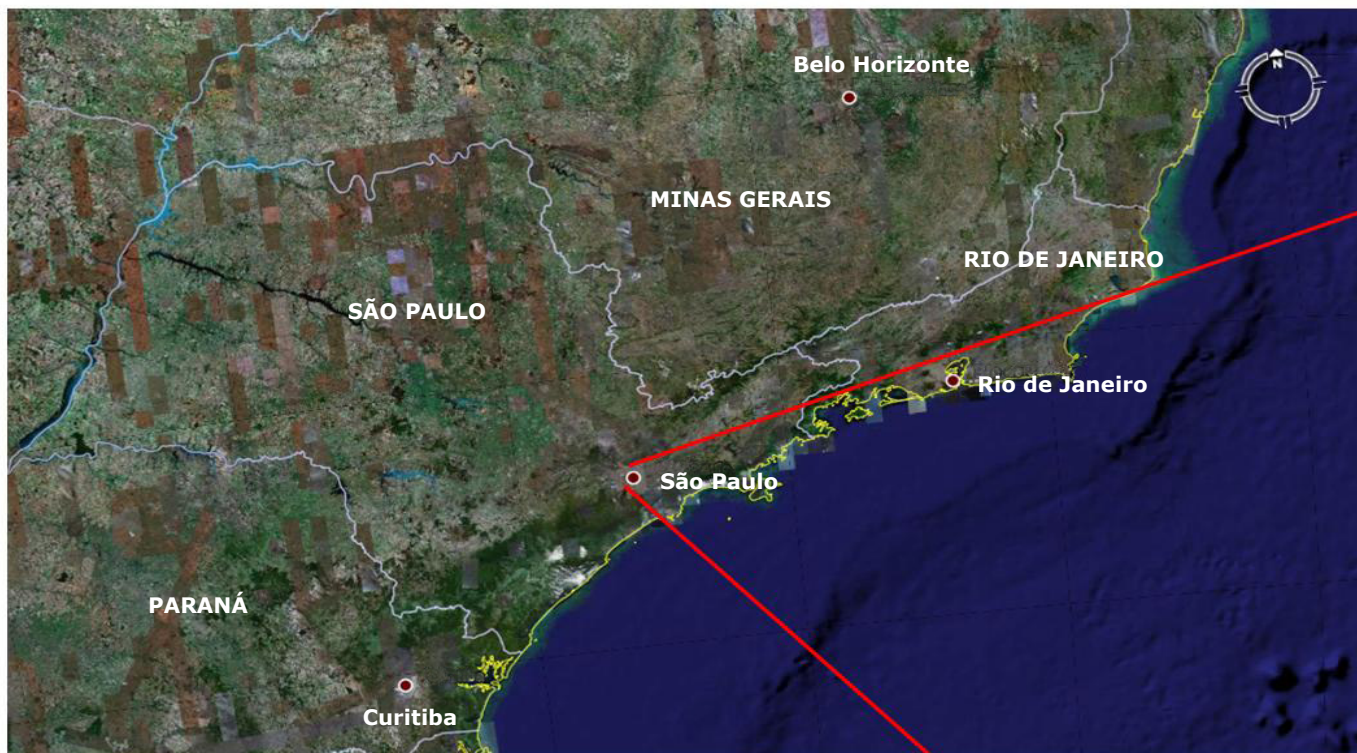 Belo Horizonte
N
MINAS GERAIS
RIO DE JANEIRO
SÃO PAULO
Rio de Janeiro
São Paulo
PARANÁ
Curitiba